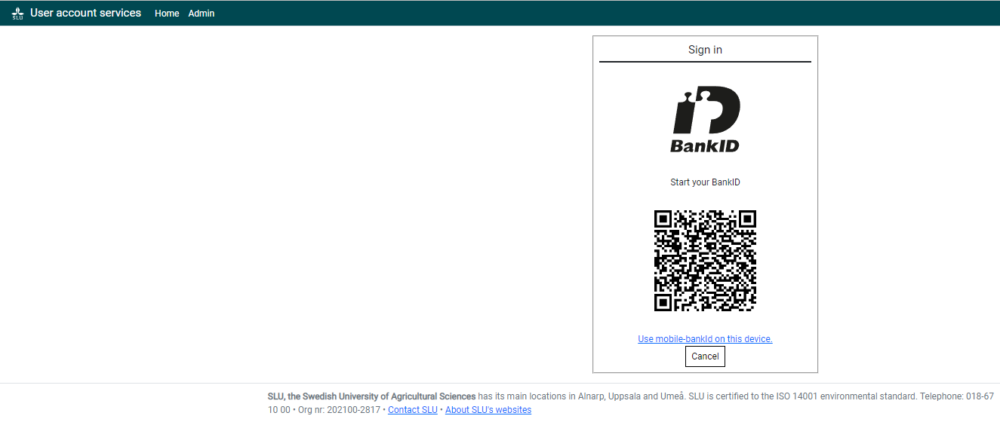 SLU User account services Home Admin
Sign in
BankID
Start your BankID
Use mobile-bankId on this device.
Cancel
SLU, the Swedish University of Agricultural Sciences has its main locations in Alnarp, Uppsala and Umeå. SLU is certified to the ISO 14001 environmental standard. Telephone: 018-67
10 00 • Org nr: 202100-2817 • Contact SLU • About SLU's websites